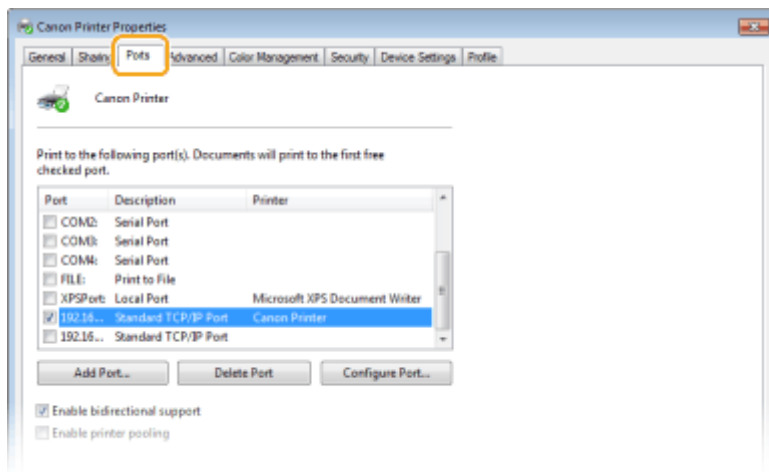 Canon Printer Properties
General Sharing Ports Advanced Color Management Security Device Settings Profile
Canon Printer
Print to the following port(s). Documents will print to the first free
checked port.
Port Description Printer
COM2: Serial Port
COM3: Serial Port
COM4: Serial Port
FILE: Print to File
XPSPort: Local Port Microsoft XPS Document Writer
192.16... Standard TCP/IP Port Canon Printer
192.16... Standard TCP/IP Port
Add Port... Delete Port Configure Port...
Enable bidirectional support
Enable printer pooling